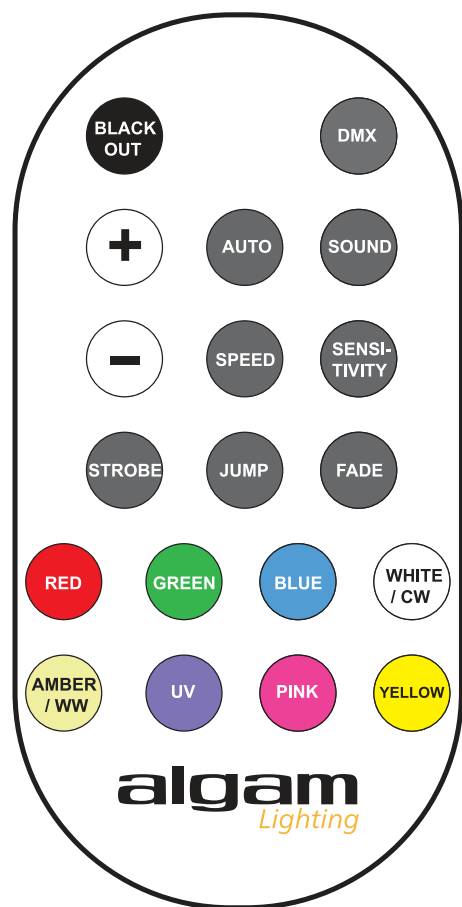 BLACK
OUT
DMX
+
AUTO
SOUND
-
SPEED
SENSI-
TIVITY
STROBE
JUMP
FADE
RED
GREEN
BLUE
WHITE
/ CW
AMBER
/ WW
UV
PINK
YELLOW
algam
Lighting